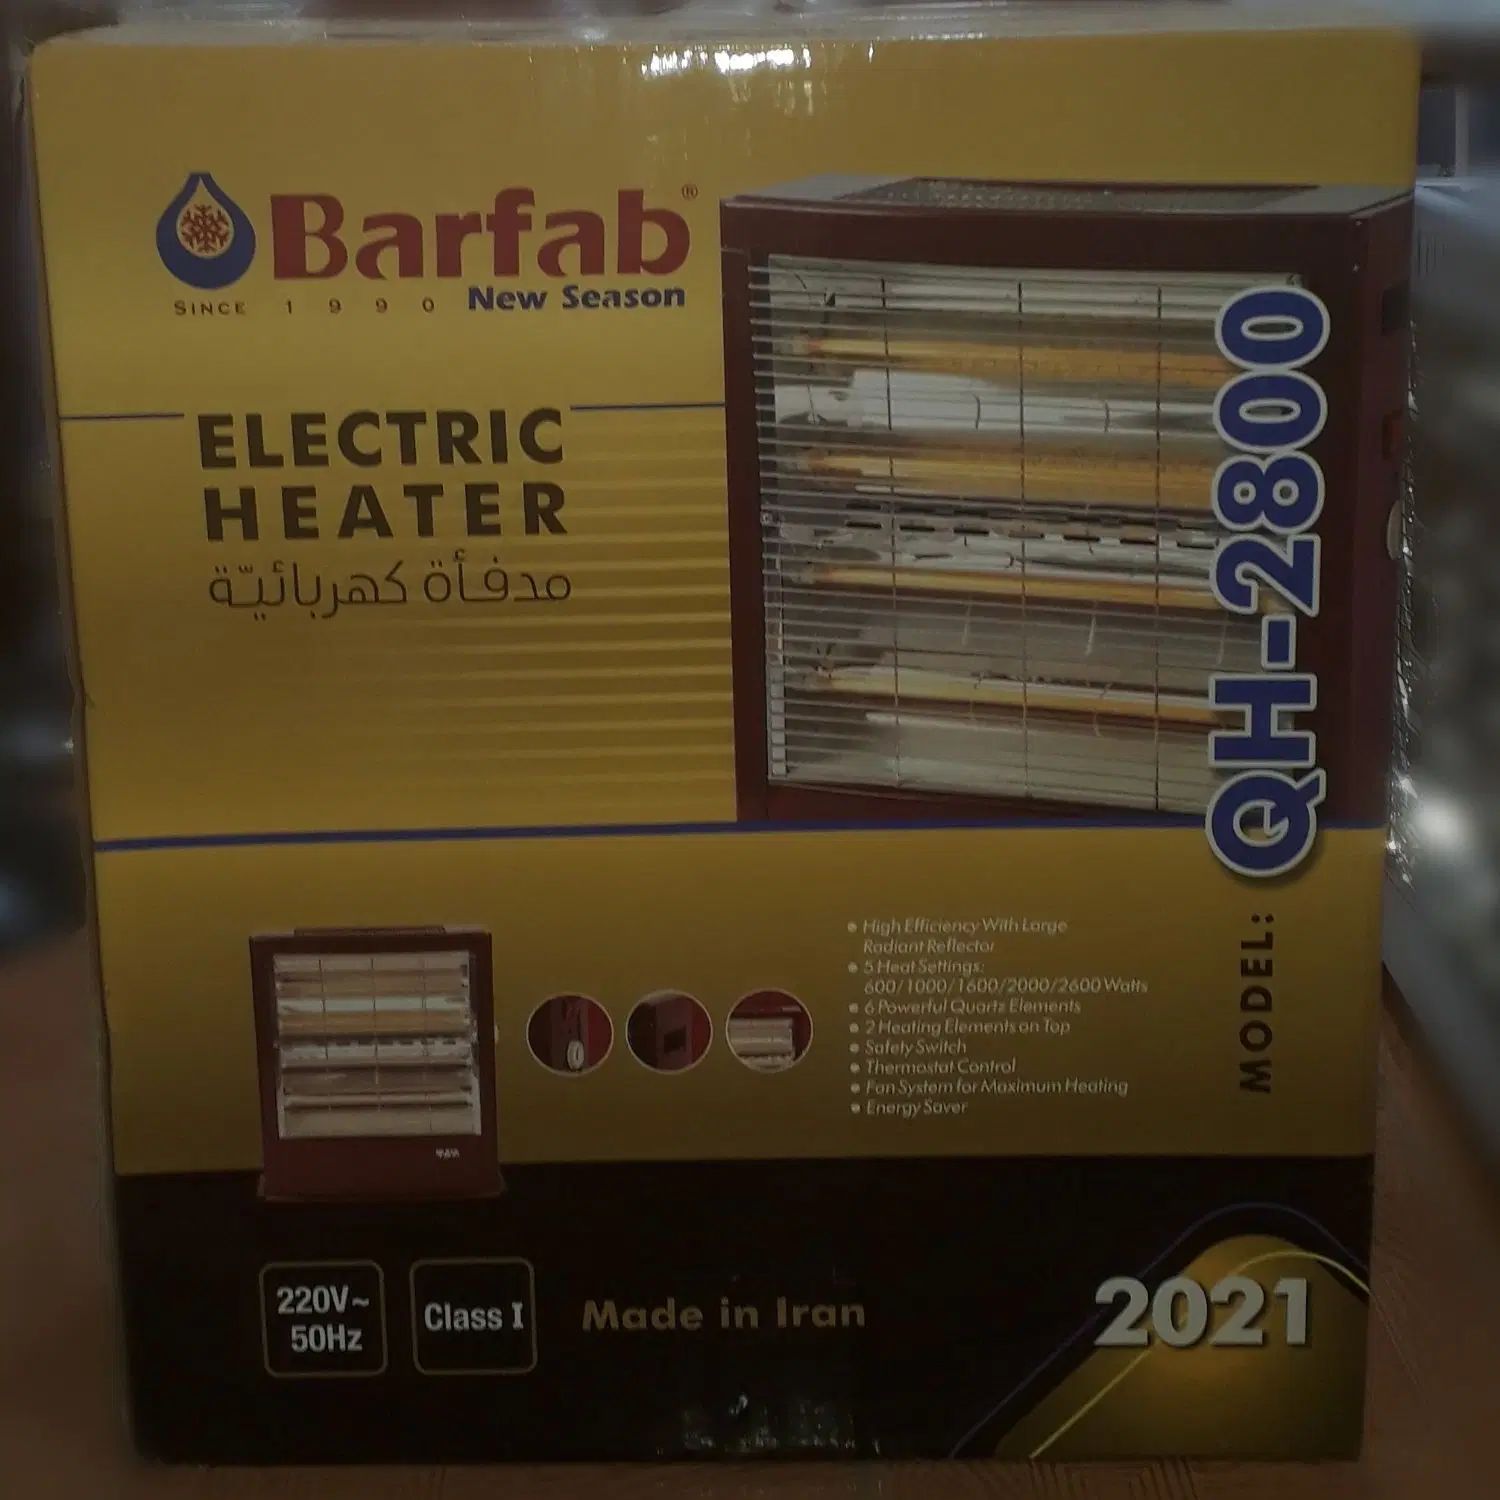 Barfab®
SINCE 1990 New Season
ELECTRIC
HEATER
مدفأة كهربائيّة
MODEL: QH-2800
• High Efficiency With Large
Radiant Reflector
• 5 Heat Settings:
600/1000/1600/2000/2600 Watts
• 6 Powerful Quartz Elements
• 2 Heating Elements on Top
• Safety Switch
• Thermostat Control
• Fan System for Maximum Heating
• Energy Saver
220V~
50Hz
Class I
Made in Iran
2021